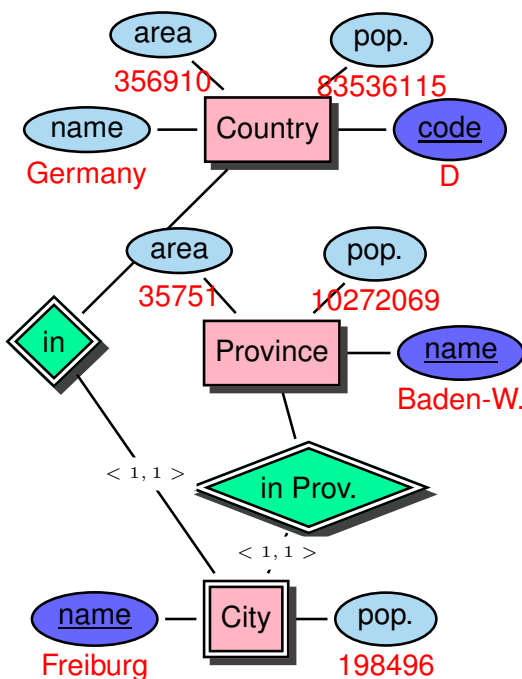 area
pop.
356910
83536115
name
Country
code
Germany
D
area
pop.
35751
10272069
in
Province
name
Baden-W.
< 1, 1 >
in Prov.
< 1, 1 >
name
City
pop.
Freiburg
198496